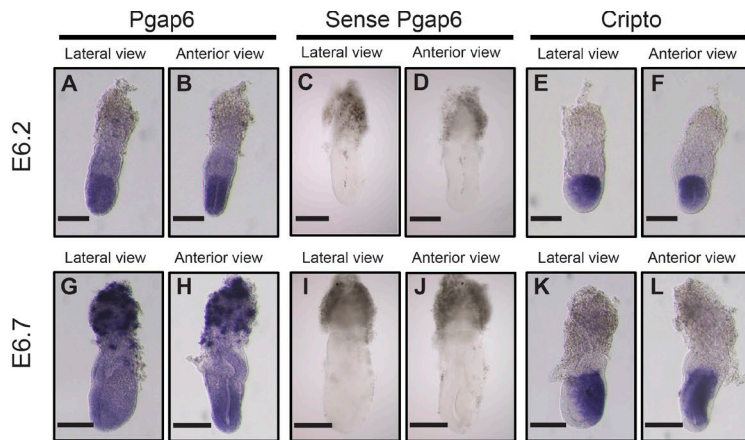 Pgap6 Sense Pgap6 Cripto
Lateral view Anterior view Lateral view Anterior view Lateral view Anterior view
E6.2
A B C D E F
Lateral view Anterior view Lateral view Anterior view Lateral view Anterior view
E6.7
G H I J K L